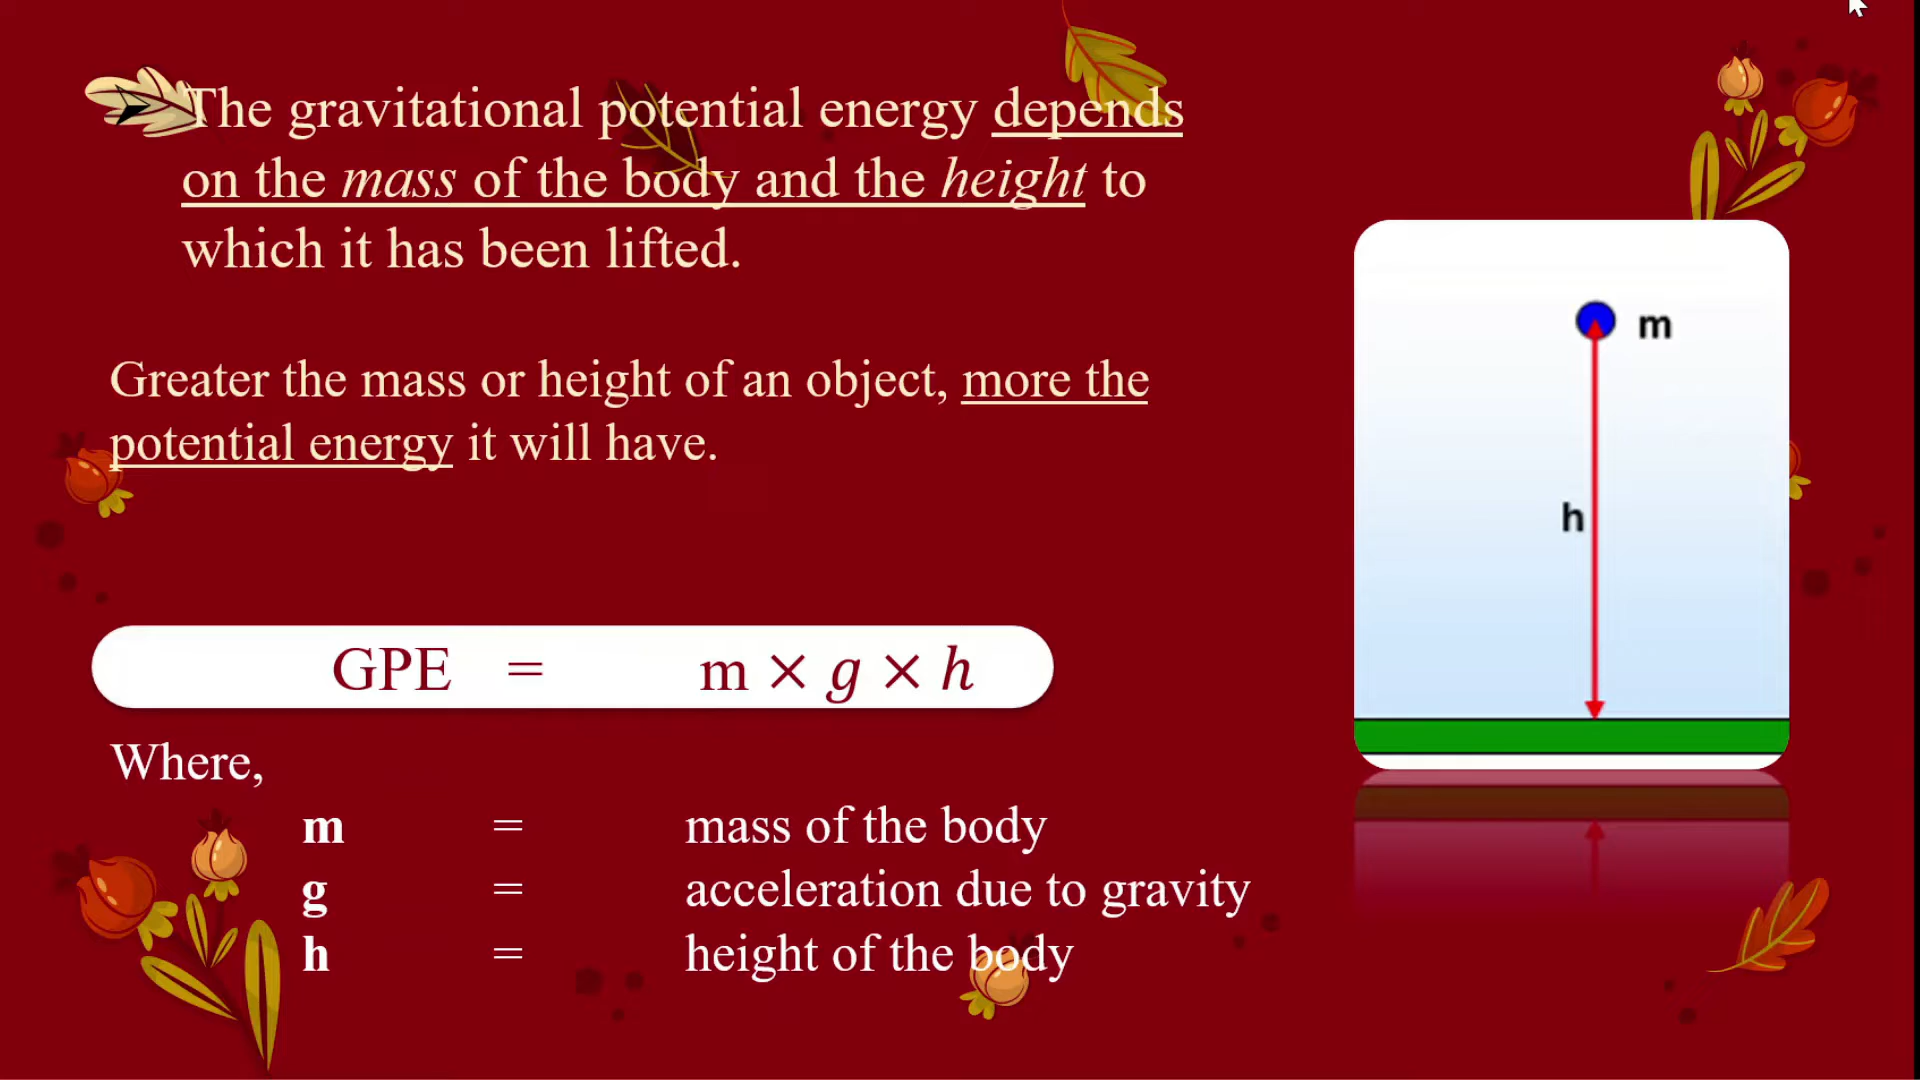 The gravitational potential energy depends
on the mass of the body and the height to
which it has been lifted.
Greater the mass or height of an object, more the
potential energy it will have.
GPE = m × g × h
Where,
m = mass of the body
g = acceleration due to gravity
h = height of the body
m
h